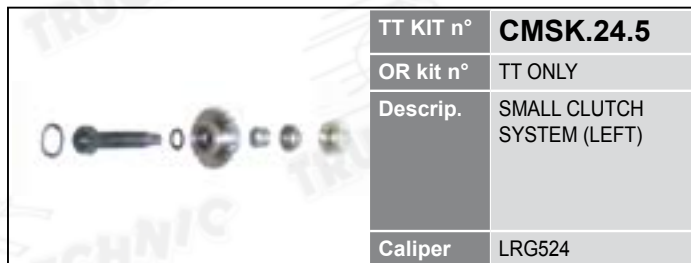 TT KIT n° CMSK.24.5
OR kit n° TT ONLY
Descrip. SMALL CLUTCH
SYSTEM (LEFT)
Caliper LRG524